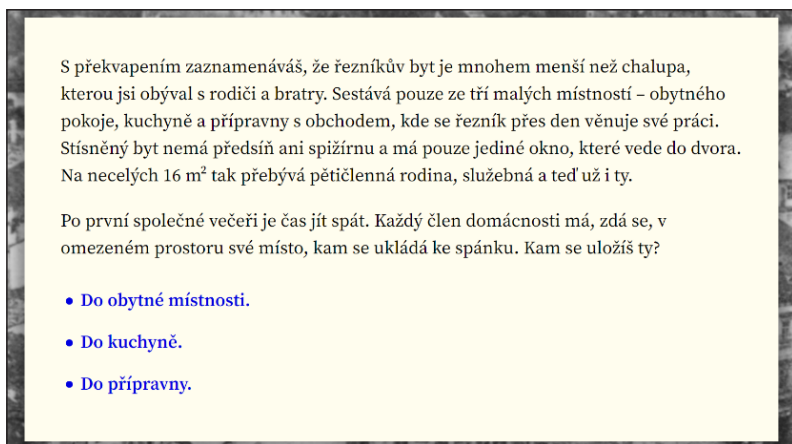 S překvapením zaznamenáváš, že řezníkův byt je mnohem menší než chalupa,
kterou jsi obýval s rodiči a bratry. Sestává pouze ze tří malých místností – obytného
pokoje, kuchyně a přípravny s obchodem, kde se řezník přes den věnuje své práci.
Stísněný byt nemá předsíň ani spižírnu a má pouze jediné okno, které vede do dvora.
Na necelých 16 m² tak přebývá pětičlenná rodina, služebná a teď už i ty.
Po první společné večeři je čas jít spát. Každý člen domácnosti má, zdá se, v
omezeném prostoru své místo, kam se ukládá ke spánku. Kam se uložíš ty?
• Do obytné místnosti.
• Do kuchyně.
• Do přípravny.